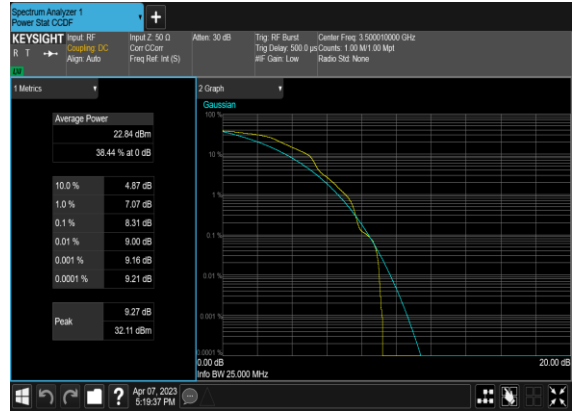 Spectrum Analyzer 1
Power Stat CCDF
+
KEYSIGHT
R T
LW
Input: RF
Coupling: DC
Align: Auto
Input Z: 50 Ω
Corr CCorr
Freq Ref: Int (S)
Atten: 30 dB
Trig: RF Burst
Trig Delay: 500.0 µs
#IF Gain: Low
Center Freq: 3.500010000 GHz
Counts: 1.00 M/1.00 Mpt
Radio Std: None
1 Metrics
Average Power
22.84 dBm
38.44 % at 0 dB
10.0 % 4.87 dB
1.0 % 7.07 dB
0.1 % 8.31 dB
0.01 % 9.00 dB
0.001 % 9.16 dB
0.0001 % 9.21 dB
Peak
9.27 dB
32.11 dBm
2 Graph
Gaussian
100 %
10 %
1 %
0.1 %
0.01 %
0.001 %
0.0001 %
0.00 dB 20.00 dB
Info BW 25.000 MHz
? Apr 07, 2023
5:19:37 PM